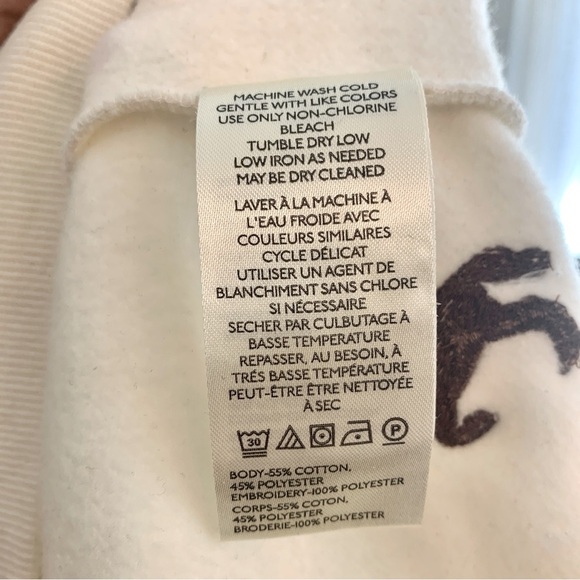 MACHINE WASH COLD
GENTLE WITH LIKE COLORS
USE ONLY NON-CHLORINE
BLEACH
TUMBLE DRY LOW
LOW IRON AS NEEDED
MAY BE DRY CLEANED
LAVER À LA MACHINE À
L'EAU FROIDE AVEC
COULEURS SIMILAIRES
CYCLE DÉLICAT
UTILISER UN AGENT DE
BLANCHIMENT SANS CHLORE
SI NÉCESSAIRE
SECHER PAR CULBUTAGE À
BASSE TEMPERATURE
REPASSER, AU BESOIN, À
TRÉS BASSE TEMPÉRATURE
PEUT-ÊTRE ÊTRE NETTOYÉE
À SEC
30 P
BODY-55% COTTON,
45% POLYESTER
EMBROIDERY-100% POLYESTER
CORPS-55% COTON,
45% POLYESTER
BRODERIE-100% POLYESTER